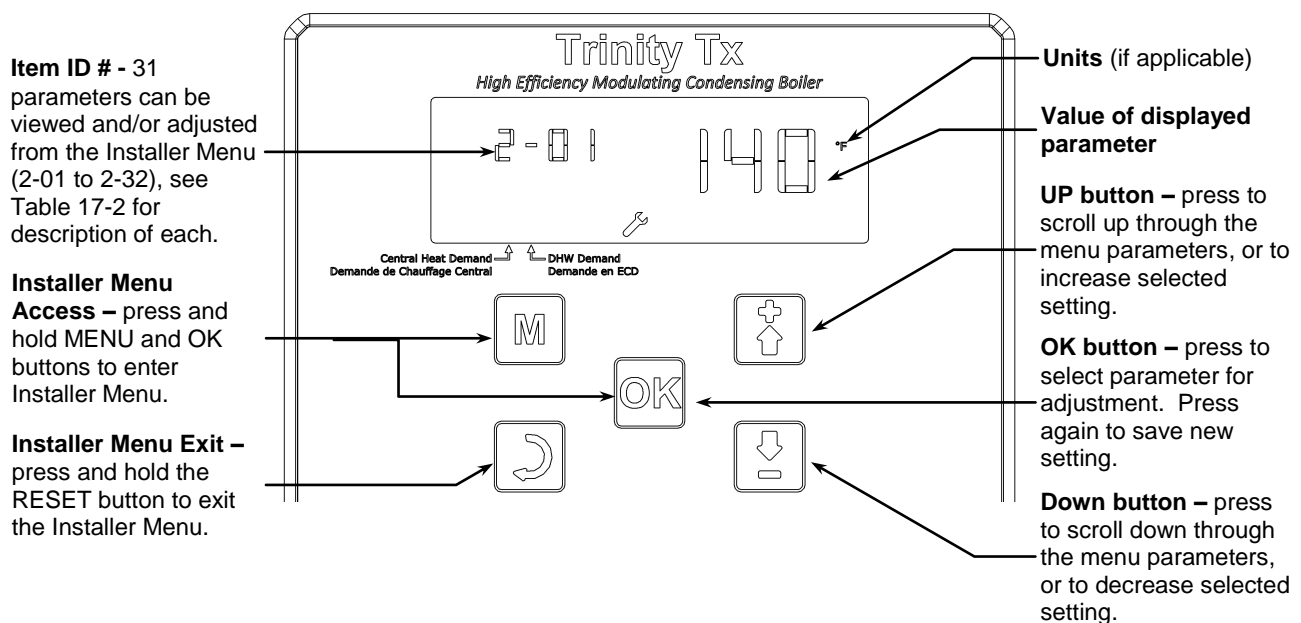 Trinity Tx
High Efficiency Modulating Condensing Boiler
Item ID # - 31
parameters can be
viewed and/or adjusted
from the Installer Menu
(2-01 to 2-32), see
Table 17-2 for
description of each.
Installer Menu
Access – press and
hold MENU and OK
buttons to enter
Installer Menu.
Installer Menu Exit –
press and hold the
RESET button to exit
the Installer Menu.
2-01 140 °F
Central Heat Demand
Demande de Chauffage Central
DHW Demand
Demande en ECD
M
OK
Units (if applicable)
Value of displayed
parameter
UP button – press to
scroll up through the
menu parameters, or to
increase selected
setting.
OK button – press to
select parameter for
adjustment. Press
again to save new
setting.
Down button – press
to scroll down through
the menu parameters,
or to decrease selected
setting.